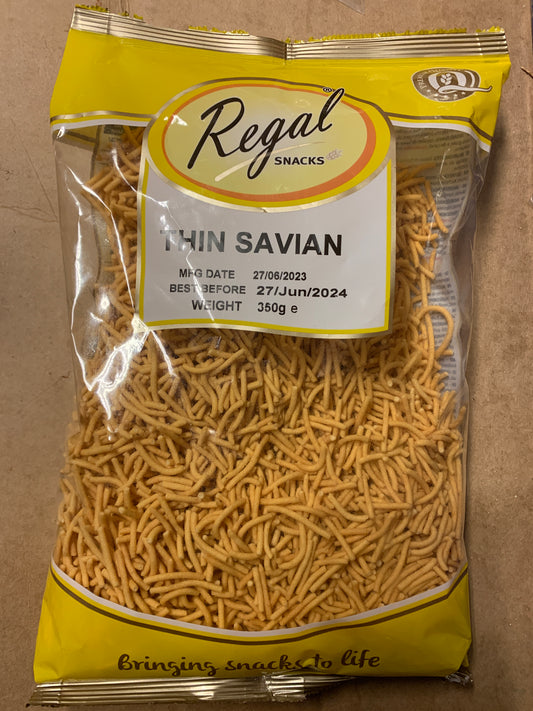 Regal
SNACKS
THIN SAVIAN
MFG DATE 27/06/2023
BEST BEFORE 27/Jun/2024
WEIGHT 350g e
Bringing snacks to life